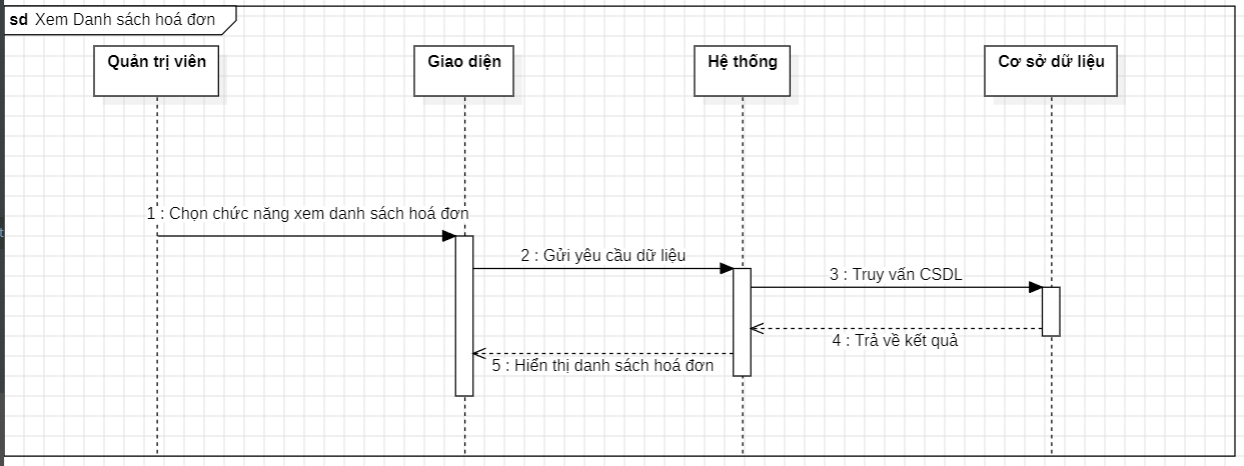 sd Xem Danh sách hoá đơn
Quản trị viên
Giao diện
Hệ thống
Cơ sở dữ liệu
1 : Chọn chức năng xem danh sách hoá đơn
2 : Gửi yêu cầu dữ liệu
3 : Truy vấn CSDL
4 : Trả về kết quả
5 : Hiển thị danh sách hoá đơn